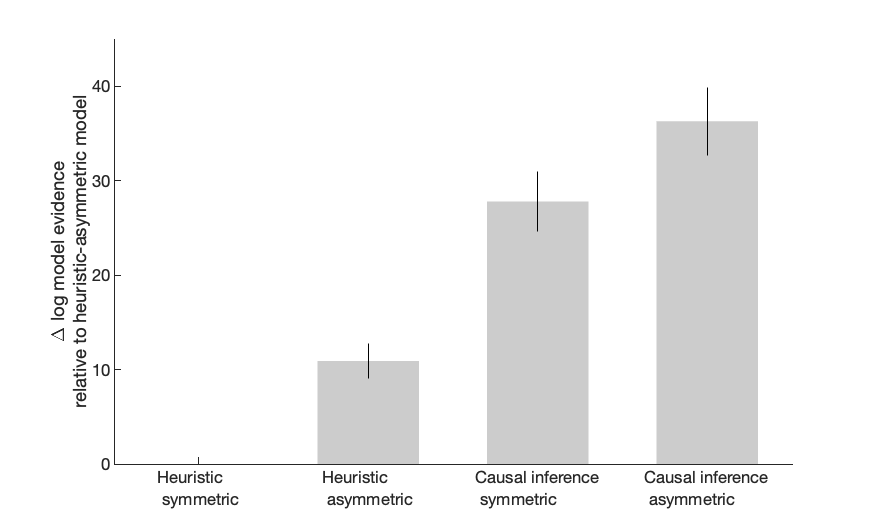 Δ log model evidence
relative to heuristic-asymmetric model
40
30
20
10
0
Heuristic
symmetric
Heuristic
asymmetric
Causal inference
symmetric
Causal inference
asymmetric